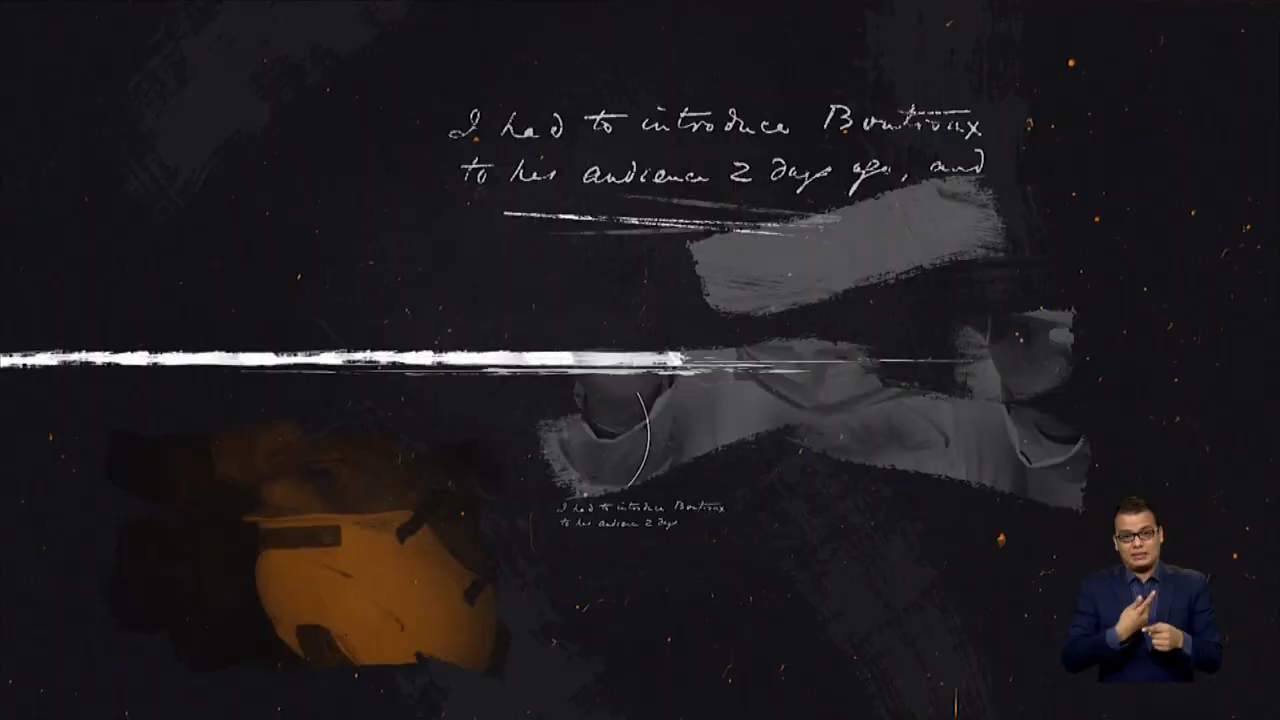 I had to introduce Boutroux
to his audience 2 days ago, and
I had to introduce Boutroux
to his audience 2 days